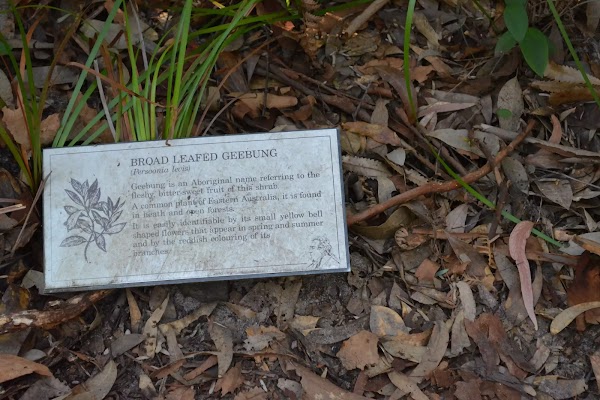 BROAD LEAFED GEEBUNG
(Persoonia levis)
Geebung is an Aboriginal name referring to the
fleshy, bitter-sweet fruit of this shrub.
A common plant of Eastern Australia, it is found
in heath and open forests.
It is easily identifiable by its small yellow bell
shaped flowers that appear in spring and summer
and by the reddish colouring of its
branches.